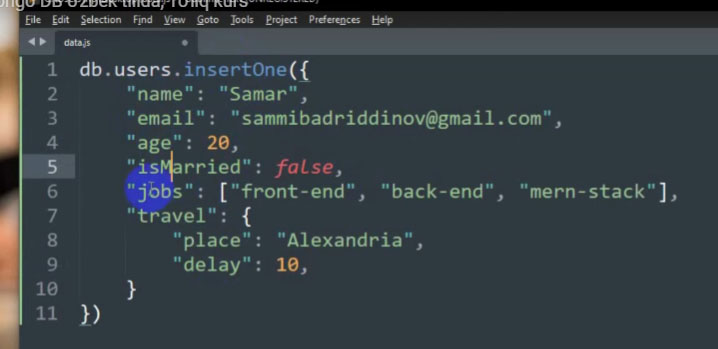 DB o'zbek tilida, To'liq kurs
File Edit Selection Find View Goto Tools Project Preferences Help
data.js
1 db.users.insertOne({
2 "name": "Samar",
3 "email": "sammibadriddinov@gmail.com",
4 "age": 20,
5 "isMarried": false,
6 "jobs": ["front-end", "back-end", "mern-stack"],
7 "travel": {
8 "place": "Alexandria",
9 "delay": 10,
10 }
11 })